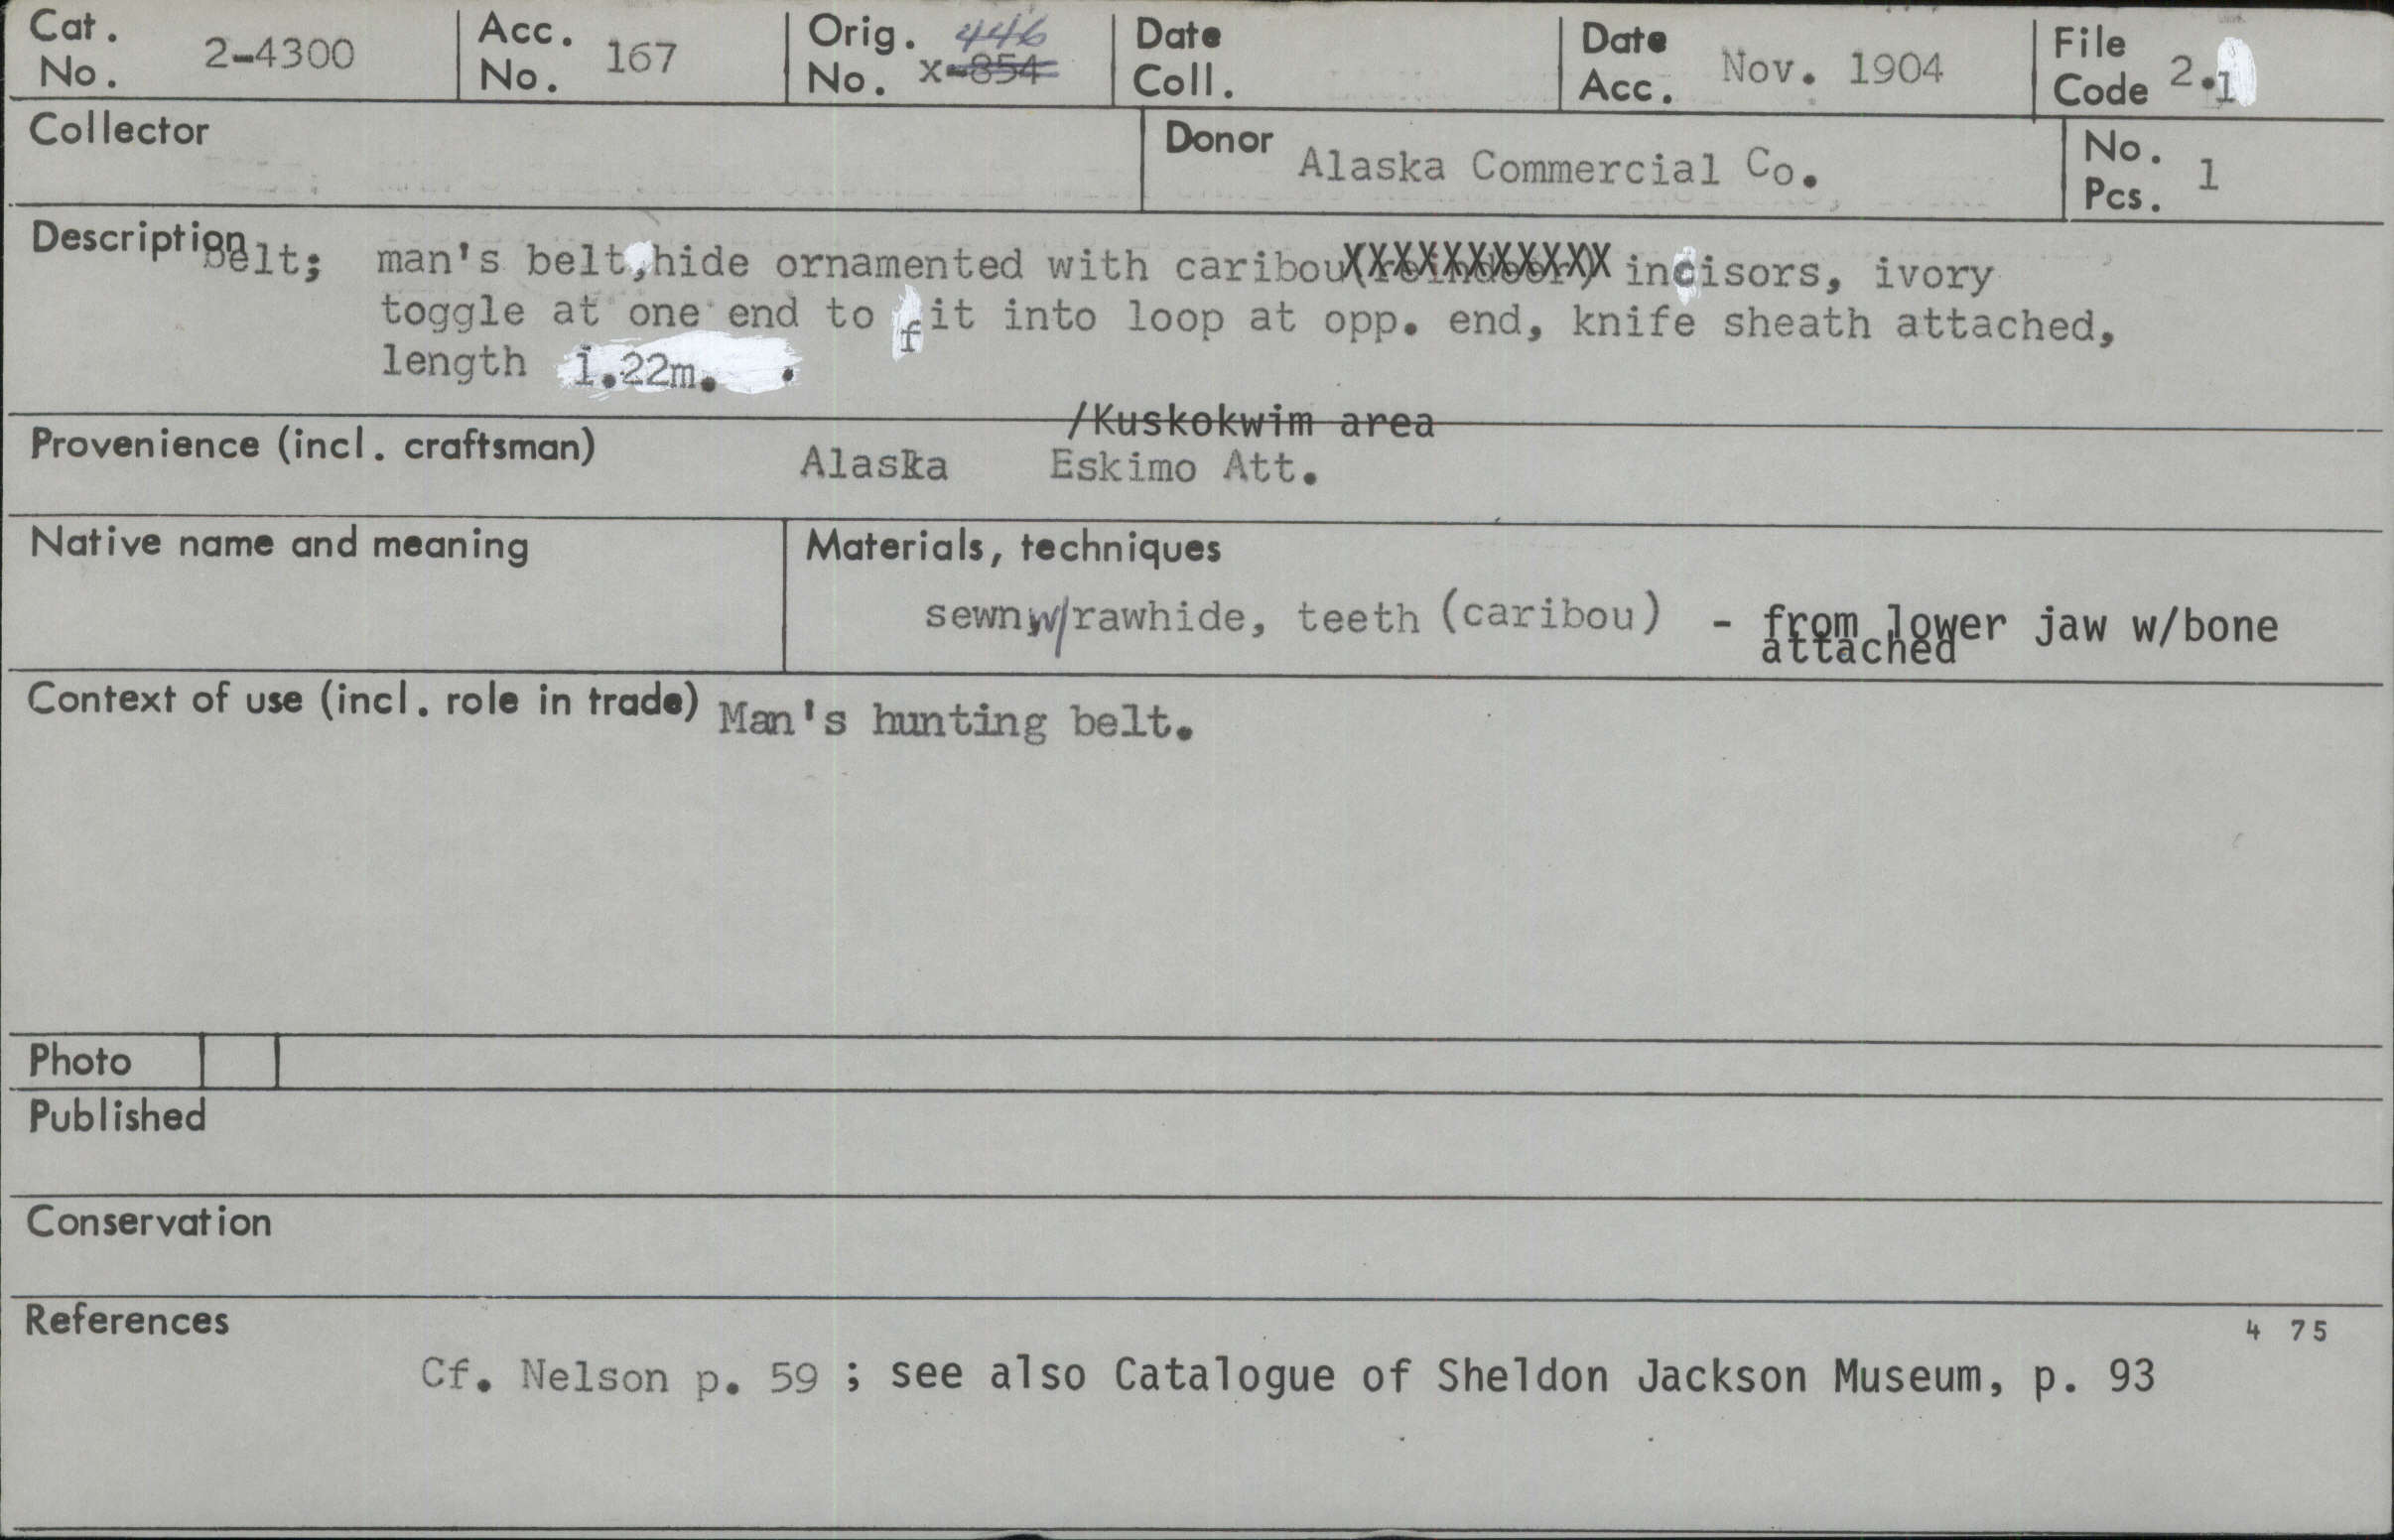 Cat. No. 2-4300
Acc. No. 167
Orig. No. 446 x-854
Date Coll.
Date Acc. Nov. 1904
File Code 2.1
Collector
Donor Alaska Commercial Co.
No. Pcs. 1
Description
Belt; man's belt,hide ornamented with caribou(reindeer) incisors, ivory
toggle at one end to fit into loop at opp. end, knife sheath attached,
length 1.22m. .
/Kuskokwim area
Provenience (incl. craftsman) Alaska Eskimo Att.
Native name and meaning
Materials, techniques
sewn w/rawhide, teeth (caribou) - from lower jaw w/bone
attached
Context of use (incl. role in trade) Man's hunting belt.
Photo
Published
Conservation
References
4 75
Cf. Nelson p. 59 ; see also Catalogue of Sheldon Jackson Museum, p. 93